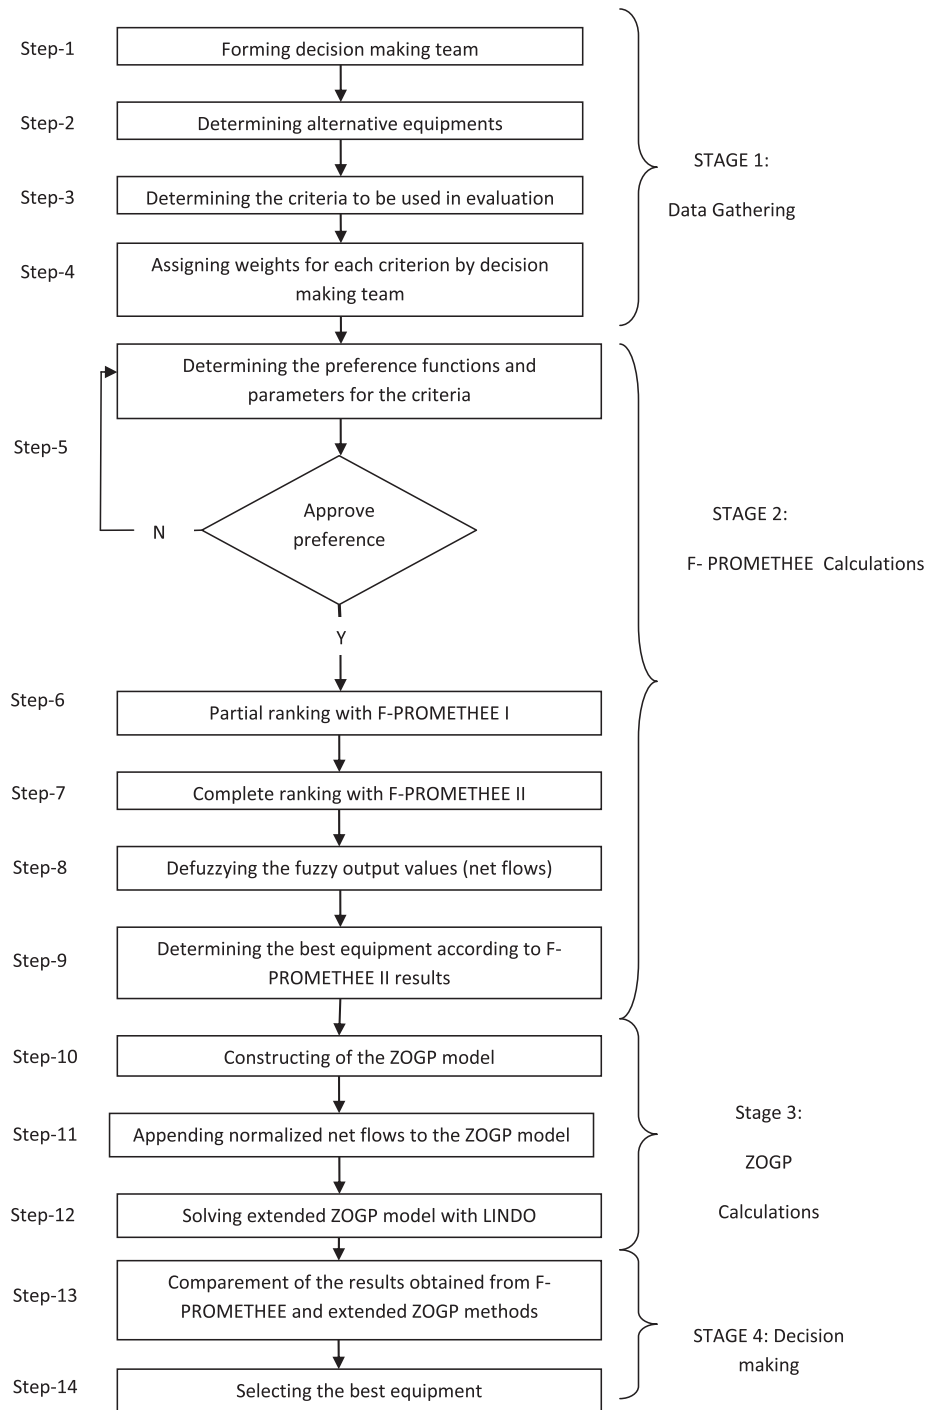 Step-1
Forming decision making team
Step-2
Determining alternative equipments
Step-3
Determining the criteria to be used in evaluation
Step-4
Assigning weights for each criterion by decision
making team
STAGE 1:
Data Gathering
Determining the preference functions and
parameters for the criteria
Step-5
Approve
preference
N
Y
Step-6
Partial ranking with F-PROMETHEE I
Step-7
Complete ranking with F-PROMETHEE II
Step-8
Defuzzying the fuzzy output values (net flows)
Step-9
Determining the best equipment according to F-
PROMETHEE II results
STAGE 2:
F- PROMETHEE Calculations
Step-10
Constructing of the ZOGP model
Step-11
Appending normalized net flows to the ZOGP model
Step-12
Solving extended ZOGP model with LINDO
Stage 3:
ZOGP
Calculations
Step-13
Comparement of the results obtained from F-
PROMETHEE and extended ZOGP methods
Step-14
Selecting the best equipment
STAGE 4: Decision
making